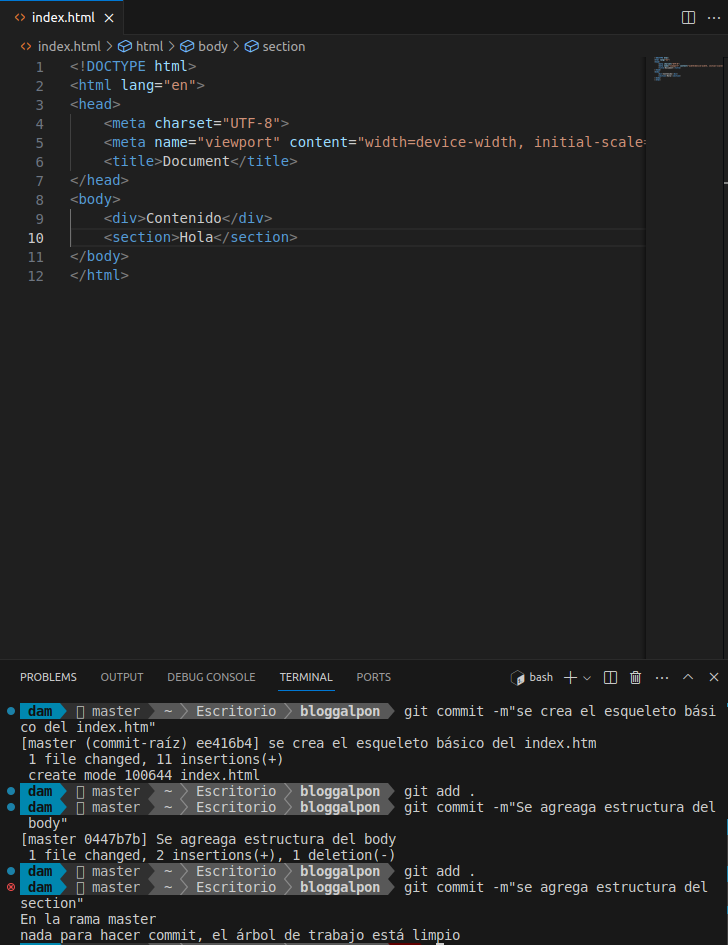 index.html
index.html > html > body > section
1 <!DOCTYPE html>
2 <html lang="en">
3 <head>
4 <meta charset="UTF-8">
5 <meta name="viewport" content="width=device-width, initial-scale=
6 <title>Document</title>
7 </head>
8 <body>
9 <div>Contenido</div>
10 <section>Hola</section>
11 </body>
12 </html>
PROBLEMS OUTPUT DEBUG CONSOLE TERMINAL PORTS bash
dam master ~ Escritorio bloggalpon git commit -m"se crea el esqueleto bási
co del index.htm"
[master (commit-raíz) ee416b4] se crea el esqueleto básico del index.htm
1 file changed, 11 insertions(+)
create mode 100644 index.html
dam master ~ Escritorio bloggalpon git add .
dam master ~ Escritorio bloggalpon git commit -m"Se agreaga estructura del
body"
[master 0447b7b] Se agreaga estructura del body
1 file changed, 2 insertions(+), 1 deletion(-)
dam master ~ Escritorio bloggalpon git add .
dam master ~ Escritorio bloggalpon git commit -m"se agrega estructura del
section"
En la rama master
nada para hacer commit, el árbol de trabajo está limpio